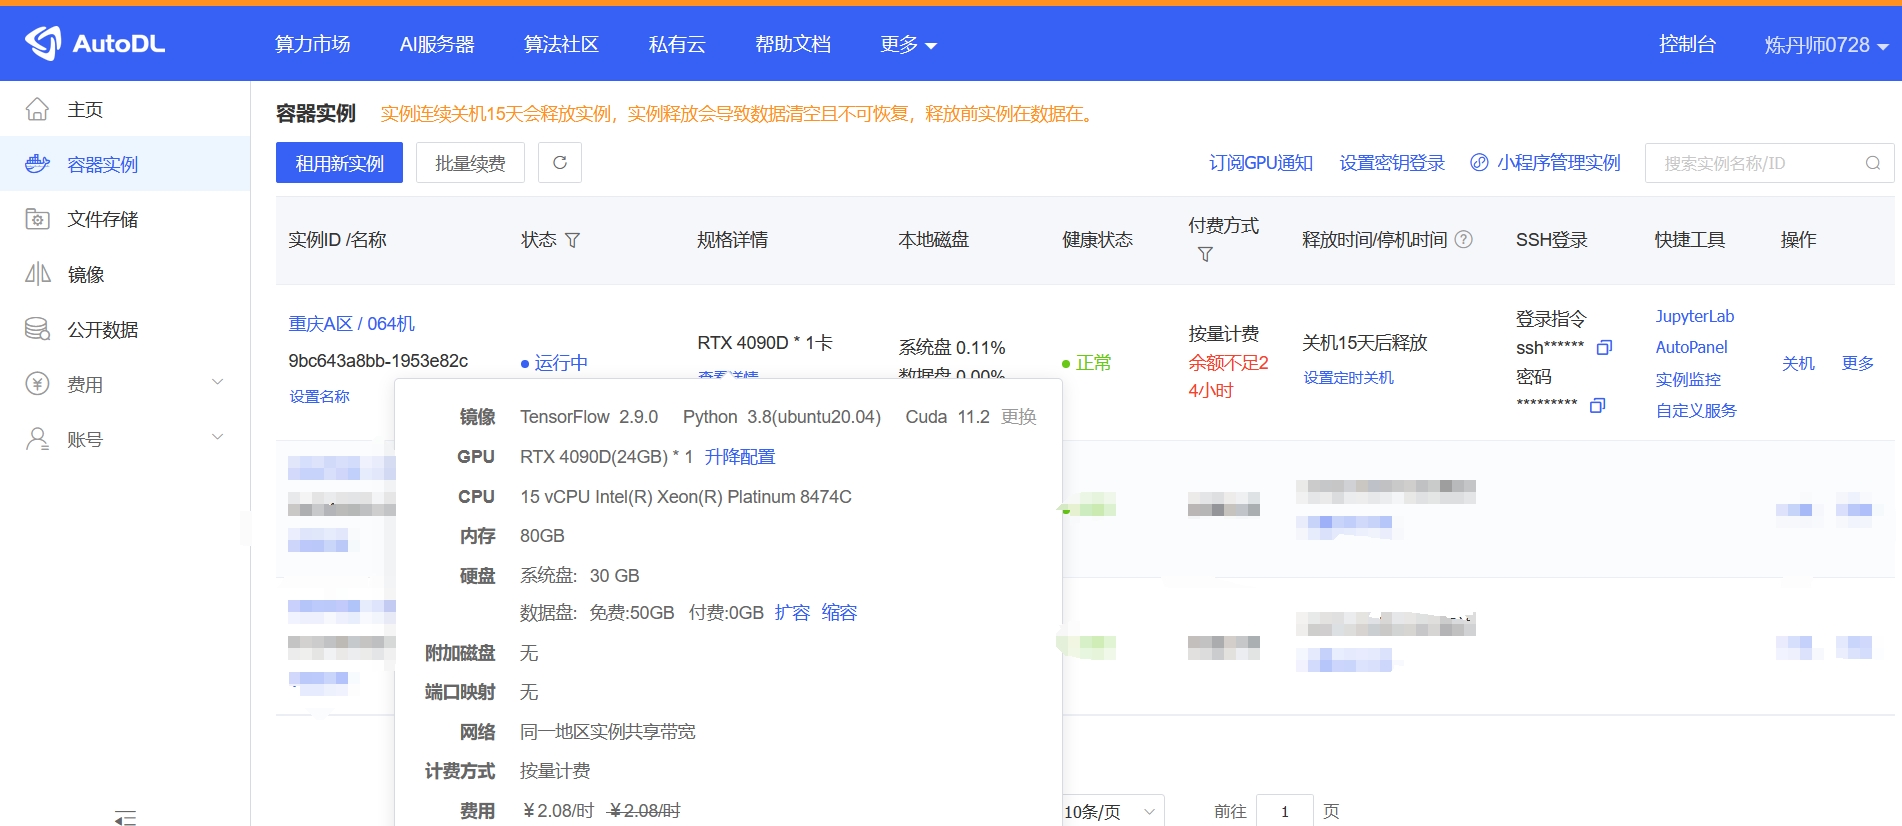 AutoDL 算力市场 AI服务器 算法社区 私有云 帮助文档 更多 控制台 炼丹师0728
主页
容器实例
文件存储
镜像
公开数据
费用
账号
容器实例 实例连续关机15天会释放实例，实例释放会导致数据清空且不可恢复，释放前实例在数据在。
租用新实例 批量续费 订阅GPU通知 设置密钥登录 小程序管理实例 搜索实例名称/ID
实例ID /名称 状态 规格详情 本地磁盘 健康状态 付费方式 释放时间/停机时间 SSH登录 快捷工具 操作
重庆A区 / 064机
9bc643a8bb-1953e82c
设置名称
运行中
RTX 4090D * 1卡
查看详情
系统盘 0.11%
数据盘 0.00%
正常
按量计费
余额不足2
4小时
关机15天后释放
设置定时关机
登录指令
ssh******
密码
*********
JupyterLab
AutoPanel
实例监控
自定义服务
关机 更多
镜像 TensorFlow 2.9.0 Python 3.8(ubuntu20.04) Cuda 11.2 更换
GPU RTX 4090D(24GB) * 1 升降配置
CPU 15 vCPU Intel(R) Xeon(R) Platinum 8474C
内存 80GB
硬盘 系统盘: 30 GB
数据盘: 免费:50GB 付费:0GB 扩容 缩容
附加磁盘 无
端口映射 无
网络 同一地区实例共享带宽
计费方式 按量计费
费用 ￥2.08/时 ￥2.08/时
10条/页 前往 1 页